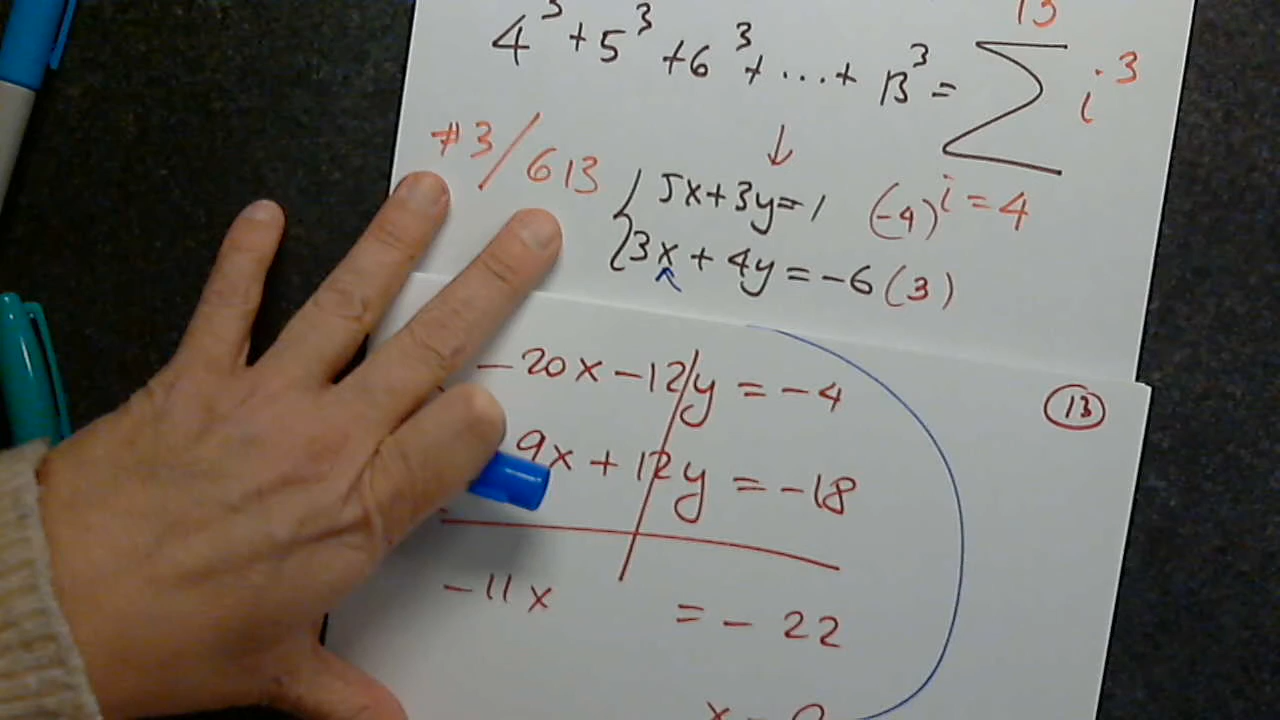 4³ + 5³ + 6³ + ... + 13³ = 13 ∑ i³ i = 4
#3/613
5x + 3y = 1 (-4)
3x + 4y = -6 (3)
13
-20x - 12y = -4
9x + 12y = -18
-11x = -22